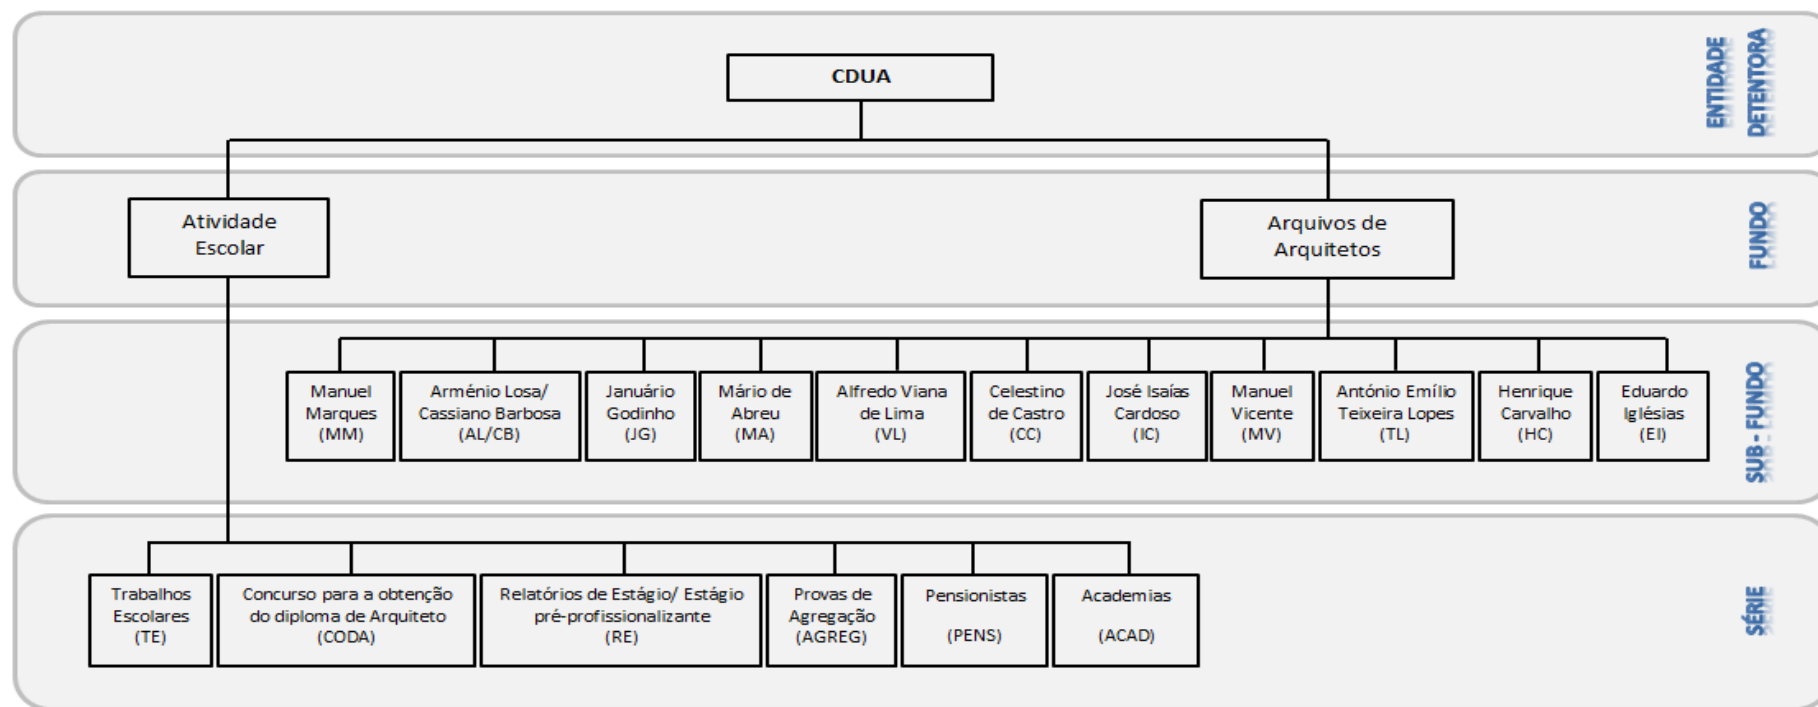 CDUA
ENTIDADE
DETENTORA
Atividade
Escolar
Arquivos de
Arquitetos
FUNDO
Manuel
Marques
(MM)
Arménio Losa/
Cassiano Barbosa
(AL/CB)
Januário
Godinho
(JG)
Mário de
Abreu
(MA)
Alfredo Viana
de Lima
(VL)
Celestino
de Castro
(CC)
José Isaías
Cardoso
(IC)
Manuel
Vicente
(MV)
António Emílio
Teixeira Lopes
(TL)
Henrique
Carvalho
(HC)
Eduardo
Iglésias
(EI)
SUB - FUNDO
Trabalhos
Escolares
(TE)
Concurso para a obtenção
do diploma de Arquiteto
(CODA)
Relatórios de Estágio/ Estágio
pré-profissionalizante
(RE)
Provas de
Agregação
(AGREG)
Pensionistas
(PENS)
Academias
(ACAD)
SÉRIE